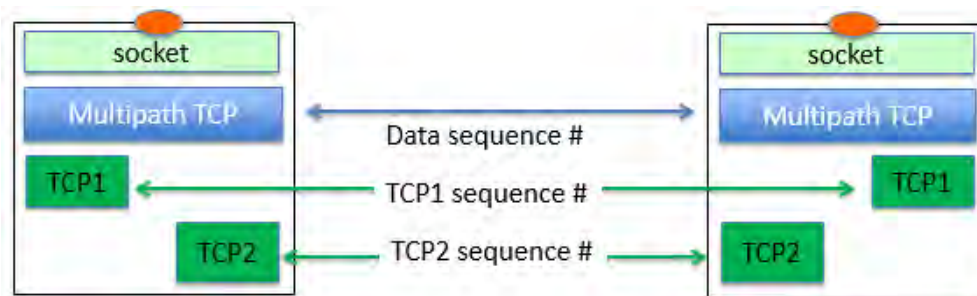 socket
socket
Multipath TCP
Multipath TCP
Data sequence #
TCP1
TCP1 sequence #
TCP1
TCP2
TCP2 sequence #
TCP2